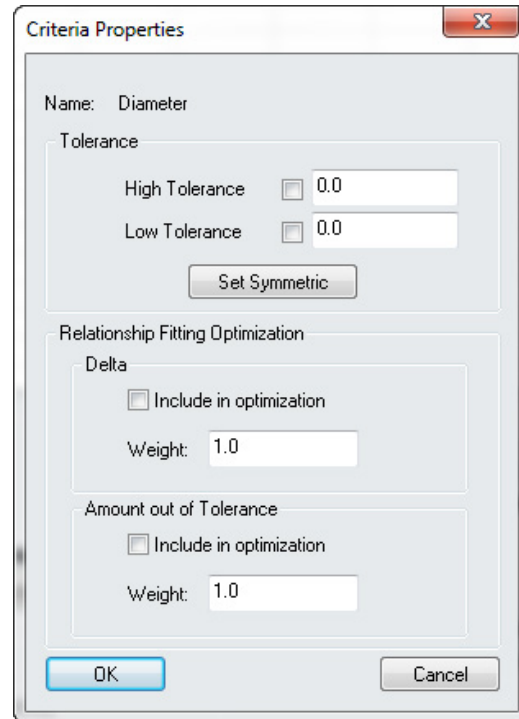 Criteria Properties
Name: Diameter
Tolerance
High Tolerance 0.0
Low Tolerance 0.0
Set Symmetric
Relationship Fitting Optimization
Delta
Include in optimization
Weight: 1.0
Amount out of Tolerance
Include in optimization
Weight: 1.0
OK Cancel